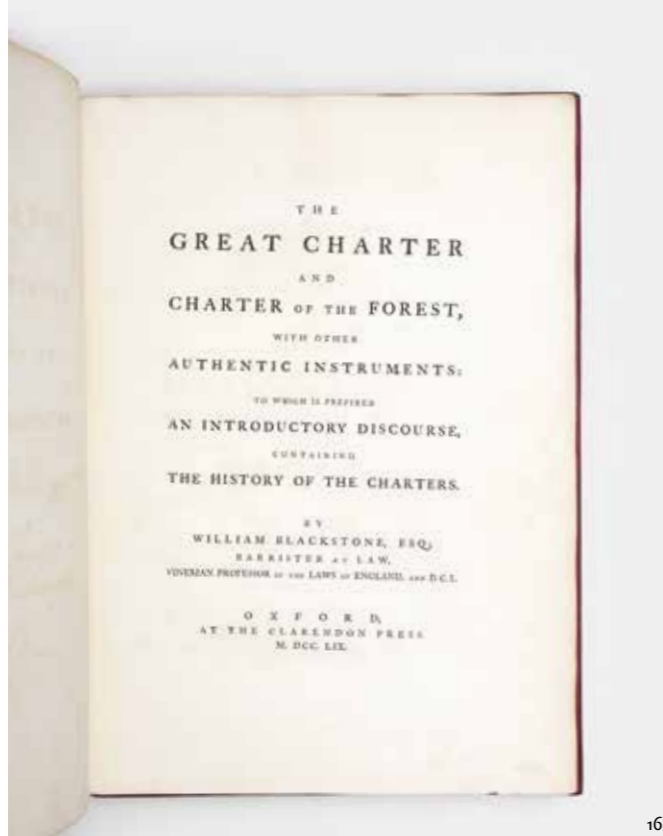 THE
GREAT CHARTER
AND
CHARTER OF THE FOREST,
WITH OTHER
AUTHENTIC INSTRUMENTS:
TO WHICH IS PREFIXED
AN INTRODUCTORY DISCOURSE,
CONTAINING
THE HISTORY OF THE CHARTERS.
BY
WILLIAM BLACKSTONE, ESQ;
BARRISTER AT LAW,
VINERIAN PROFESSOR OF THE LAWS OF ENGLAND, AND D.C.L.
OXFORD,
AT THE CLARENDON PRESS
M. DCC. LIX.
16